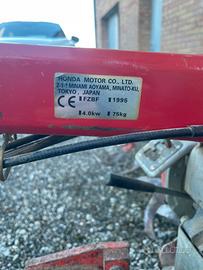 HONDA MOTOR CO., LTD.
2-1-1 MINAMI AOYAMA, MINATO-KU,
TOKYO, JAPAN
CE FZBF 1995
4.0kw 75kg